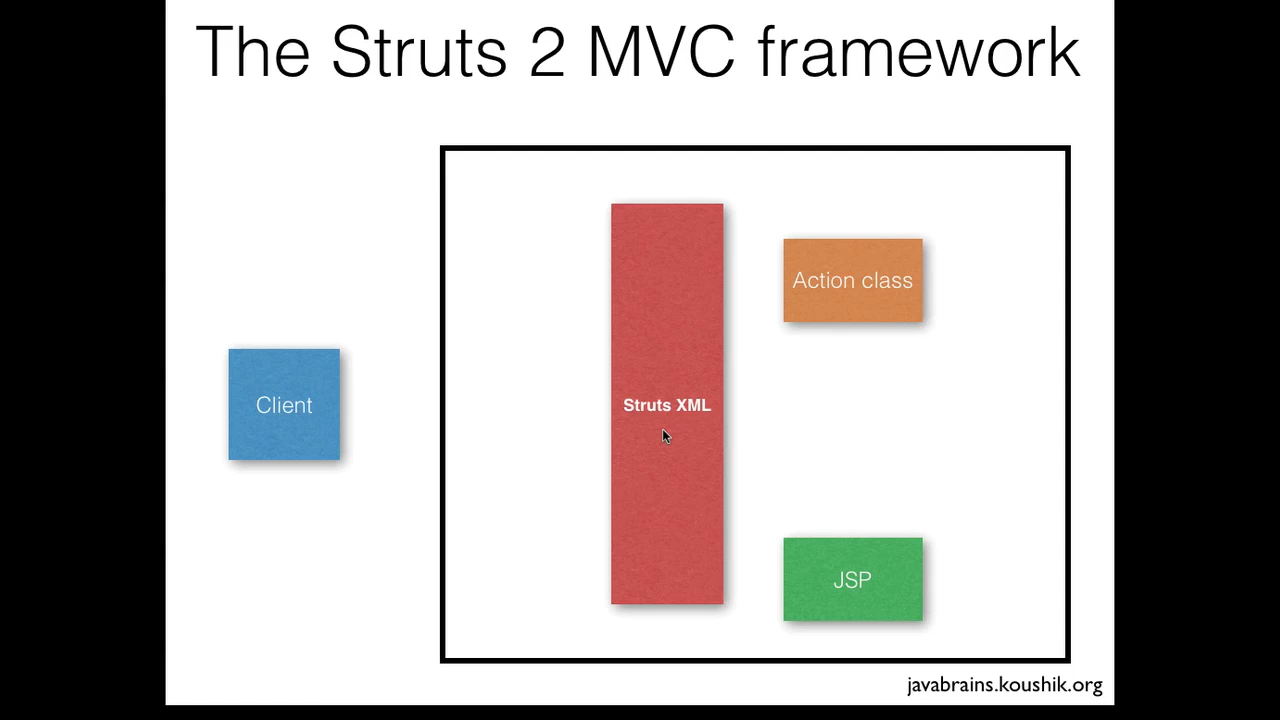 The Struts 2 MVC framework
Action class
Client
Struts XML
JSP
javabrains.koushik.org